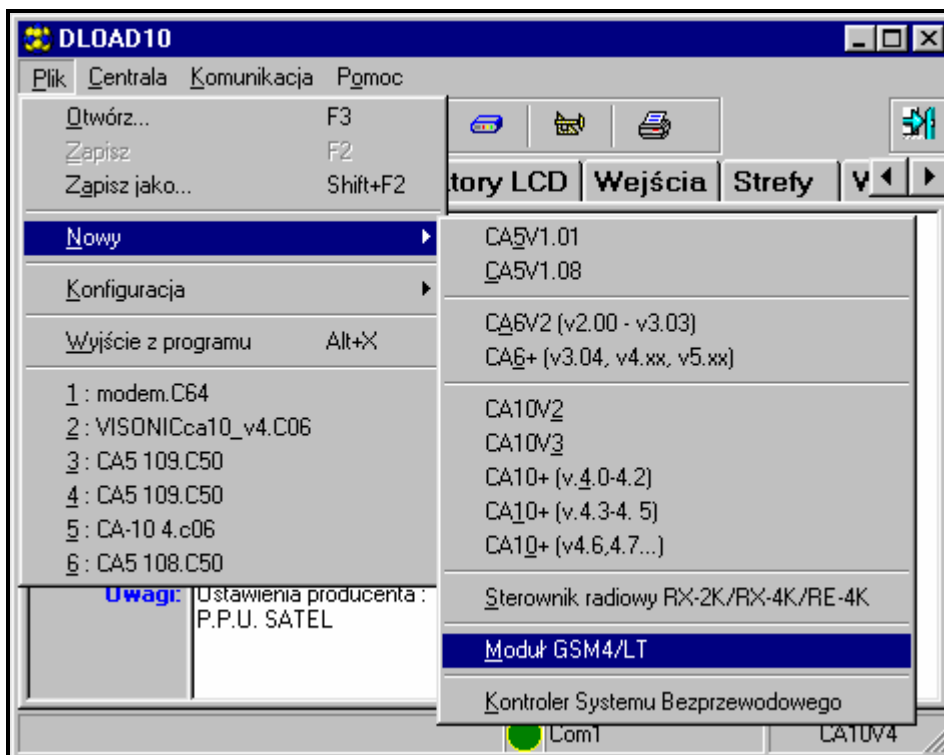 DLOAD10
Plik Centrala Komunikacja Pomoc
Otwórz... F3
Zapisz F2
Zapisz jako... Shift+F2
tory LCD Wejścia Strefy
Nowy
Konfiguracja
Wyjście z programu Alt+X
1 : modem.C64
2 : VISONICca10_v4.C06
3 : CA5 109.C50
4 : CA5 109.C50
5 : CA-10 4.c06
6 : CA5 108.C50
CA5V1.01
CA5V1.08
CA6V2 (v2.00 - v3.03)
CA6+ (v3.04, v4.xx, v5.xx)
CA10V2
CA10V3
CA10+ (v.4.0-4.2)
CA10+ (v.4.3-4. 5)
CA10+ (v4.6,4.7...)
Sterownik radiowy RX-2K/RX-4K/RE-4K
Moduł GSM4/LT
Kontroler Systemu Bezprzewodowego
Uwagi: Ustawienia producenta :
P.P.U. SATEL
Com1 CA10V4